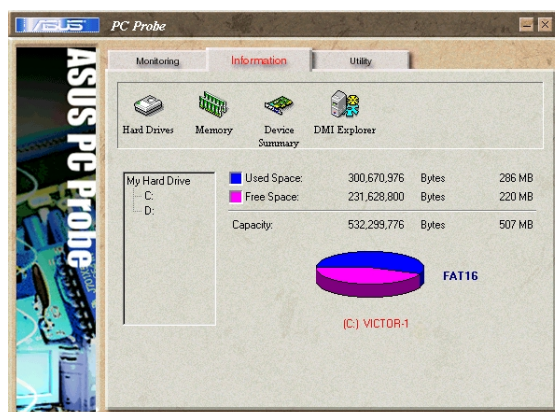 ASUS PC Probe
ASUS PC Probe
Monitoring Information Utility
Hard Drives Memory Device Summary DMI Explorer
My Hard Drive
C:
D:
Used Space: 300,670,976 Bytes 286 MB
Free Space: 231,628,800 Bytes 220 MB
Capacity: 532,299,776 Bytes 507 MB
FAT16
(C:) VICTOR-1